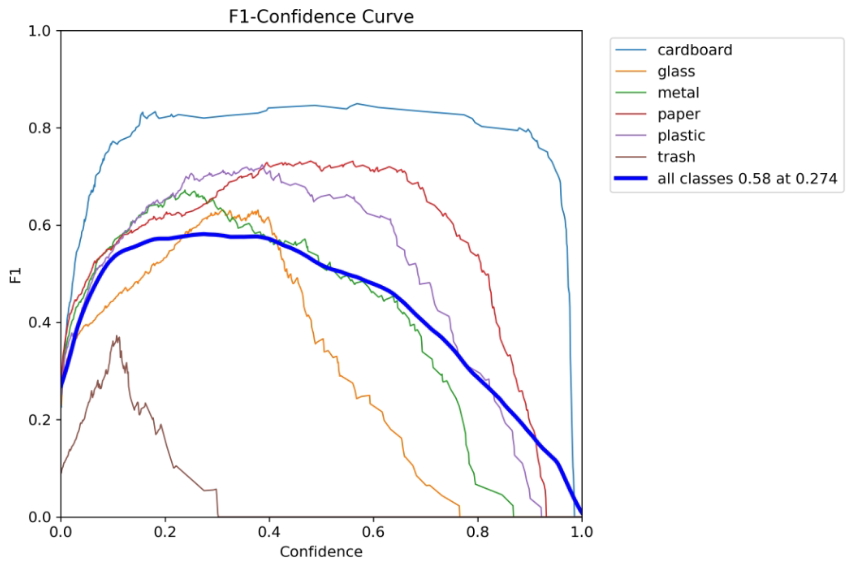 F1-Confidence Curve
1.0
0.8
0.6
0.4
0.2
0.0
F1
0.0 0.2 0.4 0.6 0.8 1.0
Confidence
cardboard
glass
metal
paper
plastic
trash
all classes 0.58 at 0.274